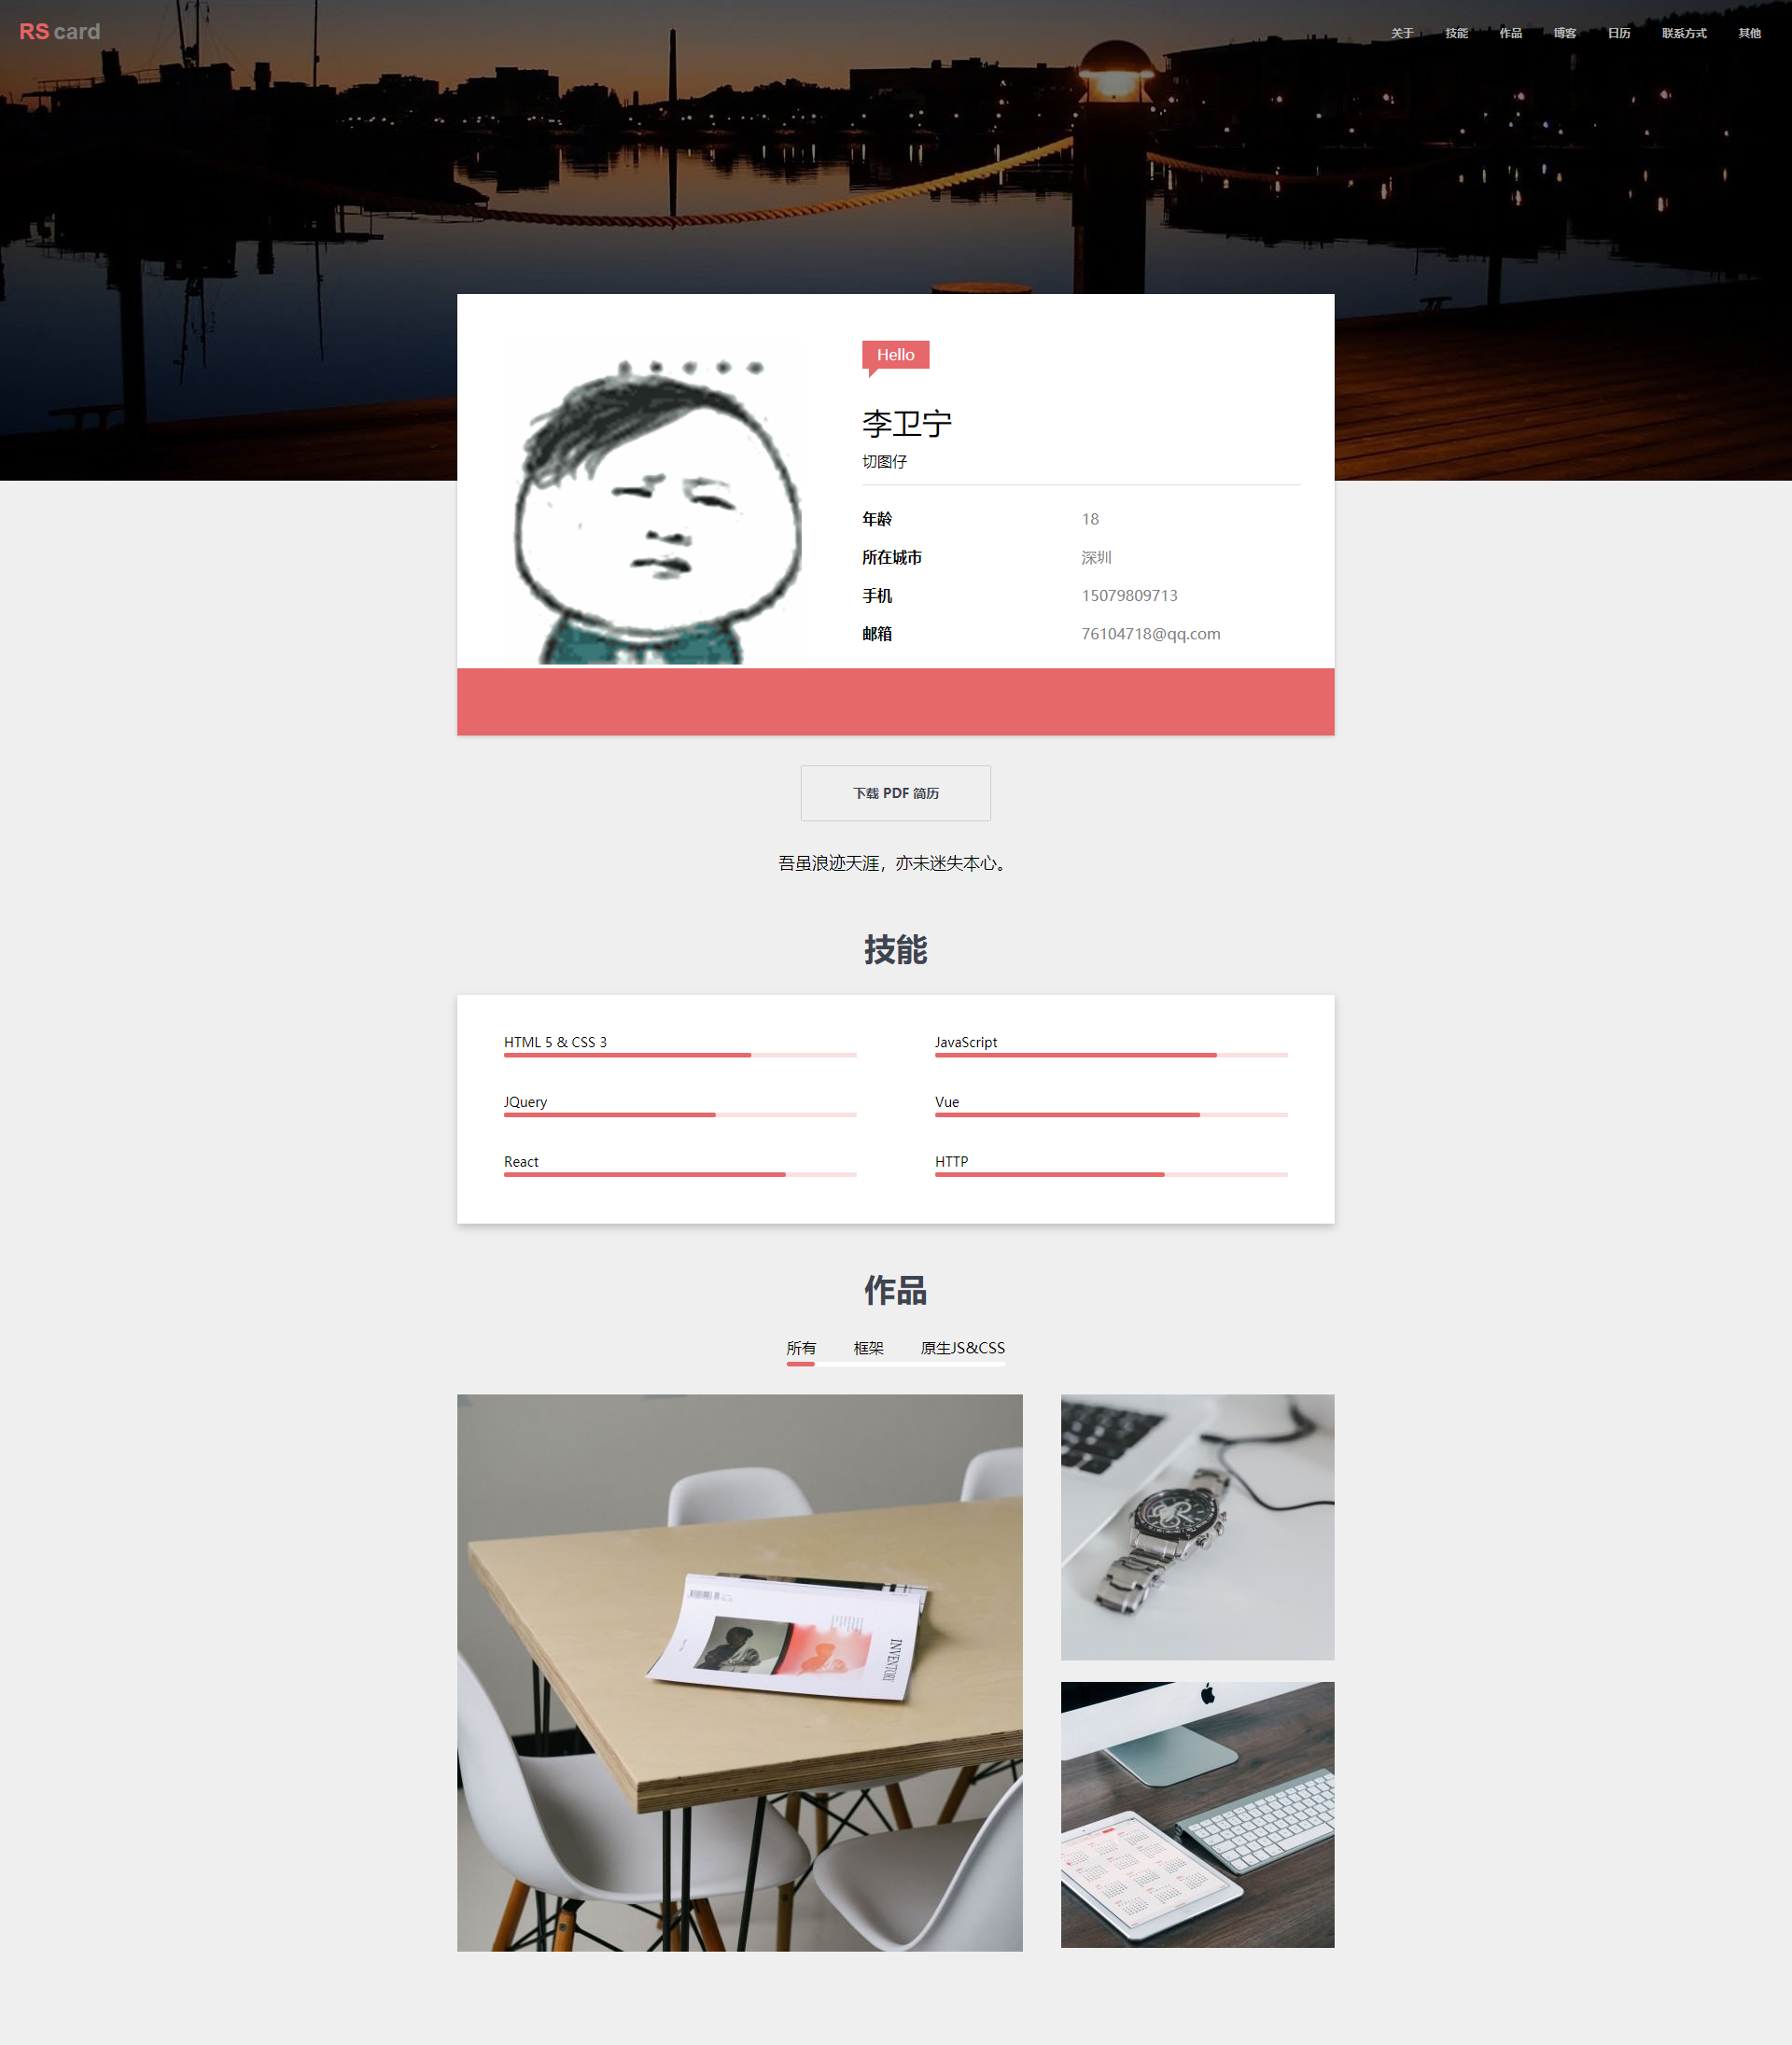 RS card
关于 技能 作品 博客 日历 联系方式 其他
Hello
李卫宁
切图仔
年龄 18
所在城市 深圳
手机 15079809713
邮箱 76104718@qq.com
下载 PDF 简历
吾虽浪迹天涯，亦未迷失本心。
技能
HTML 5 & CSS 3
JavaScript
JQuery
Vue
React
HTTP
作品
所有 框架 原生JS&CSS
INVENTORI